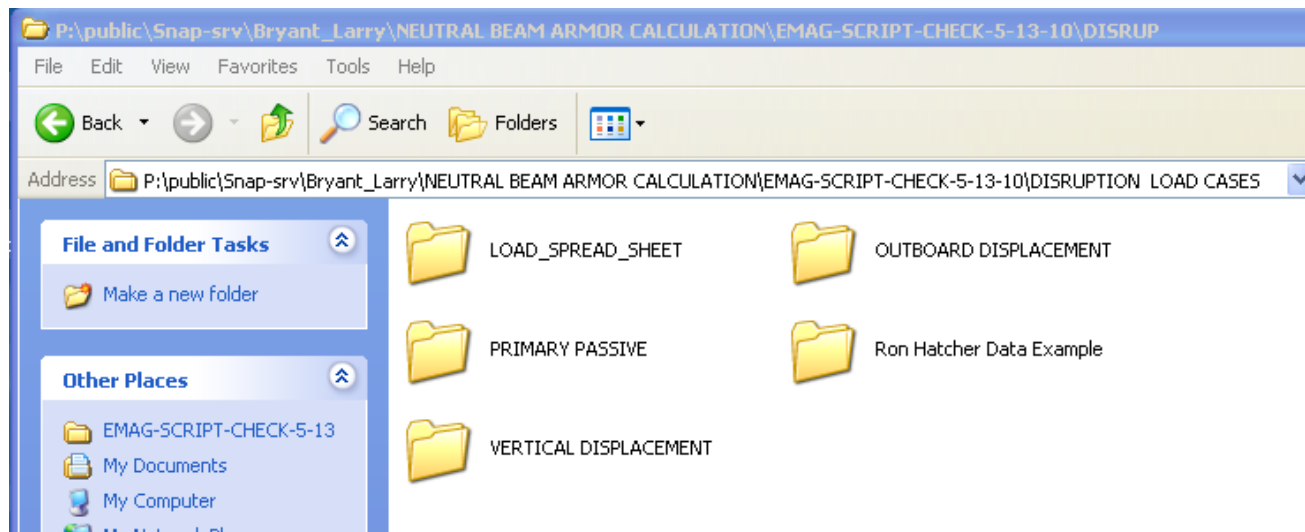 P:\public\Snap-srv\Bryant_Larry\NEUTRAL BEAM ARMOR CALCULATION\EMAG-SCRIPT-CHECK-5-13-10\DISRUP
File Edit View Favorites Tools Help
Back Search Folders
Address P:\public\Snap-srv\Bryant_Larry\NEUTRAL BEAM ARMOR CALCULATION\EMAG-SCRIPT-CHECK-5-13-10\DISRUPTION LOAD CASES
File and Folder Tasks
Make a new folder
Other Places
EMAG-SCRIPT-CHECK-5-13
My Documents
My Computer
LOAD_SPREAD_SHEET
OUTBOARD DISPLACEMENT
PRIMARY PASSIVE
Ron Hatcher Data Example
VERTICAL DISPLACEMENT